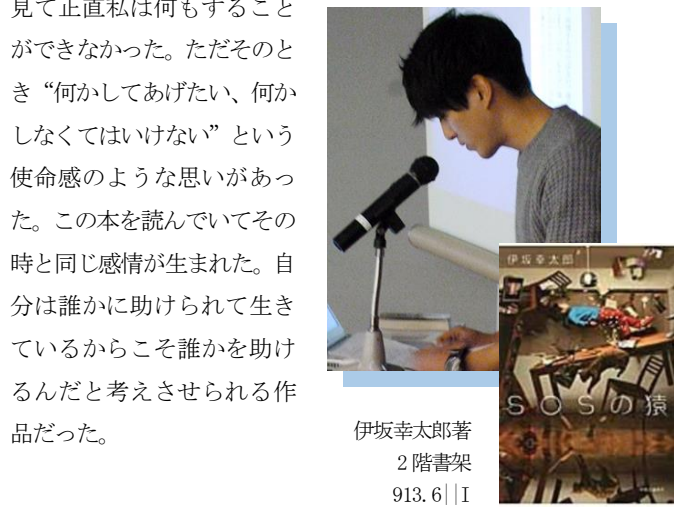 見て正直私は何もすること
ができなかった。ただそのと
き“何かしてあげたい、何か
しなくてはいけない”という
使命感のような思いがあっ
た。この本を読んでいてその
時と同じ感情が生まれた。自
分は誰かに助けられて生き
ているからこそ誰かを助け
るんだと考えさせられる作
品だった。
伊坂幸太郎
SOSの猿
伊坂幸太郎著
2階書架
913.6||I